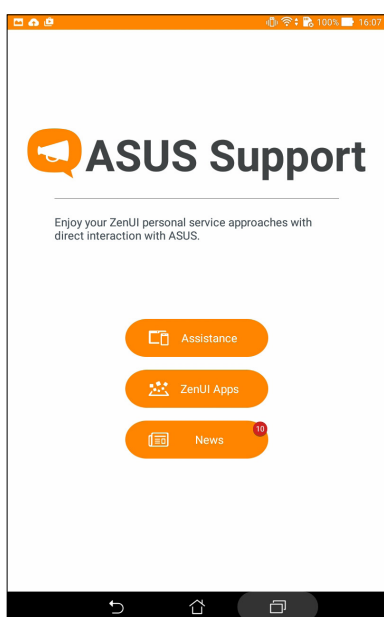 100% 16:07
ASUS Support
Enjoy your ZenUI personal service approaches with
direct interaction with ASUS.
Assistance
ZenUI Apps
10
News